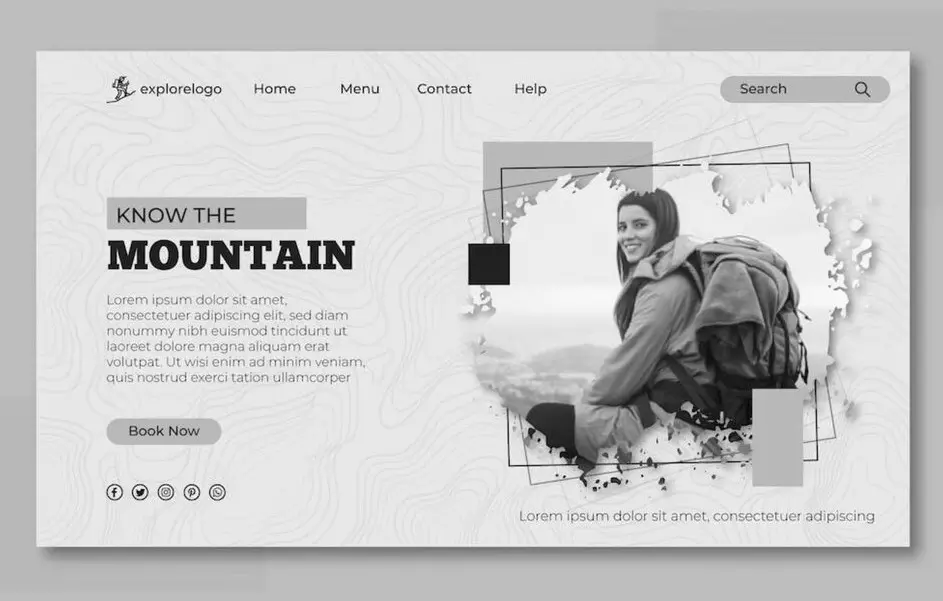 explorelogo Home Menu Contact Help Search
KNOW THE
MOUNTAIN
Lorem ipsum dolor sit amet,
consectetuer adipiscing elit, sed diam
nonummy nibh euismod tincidunt ut
laoreet dolore magna aliquam erat
volutpat. Ut wisi enim ad minim veniam,
quis nostrud exerci tation ullamcorper
Book Now
Lorem ipsum dolor sit amet, consectetuer adipiscing